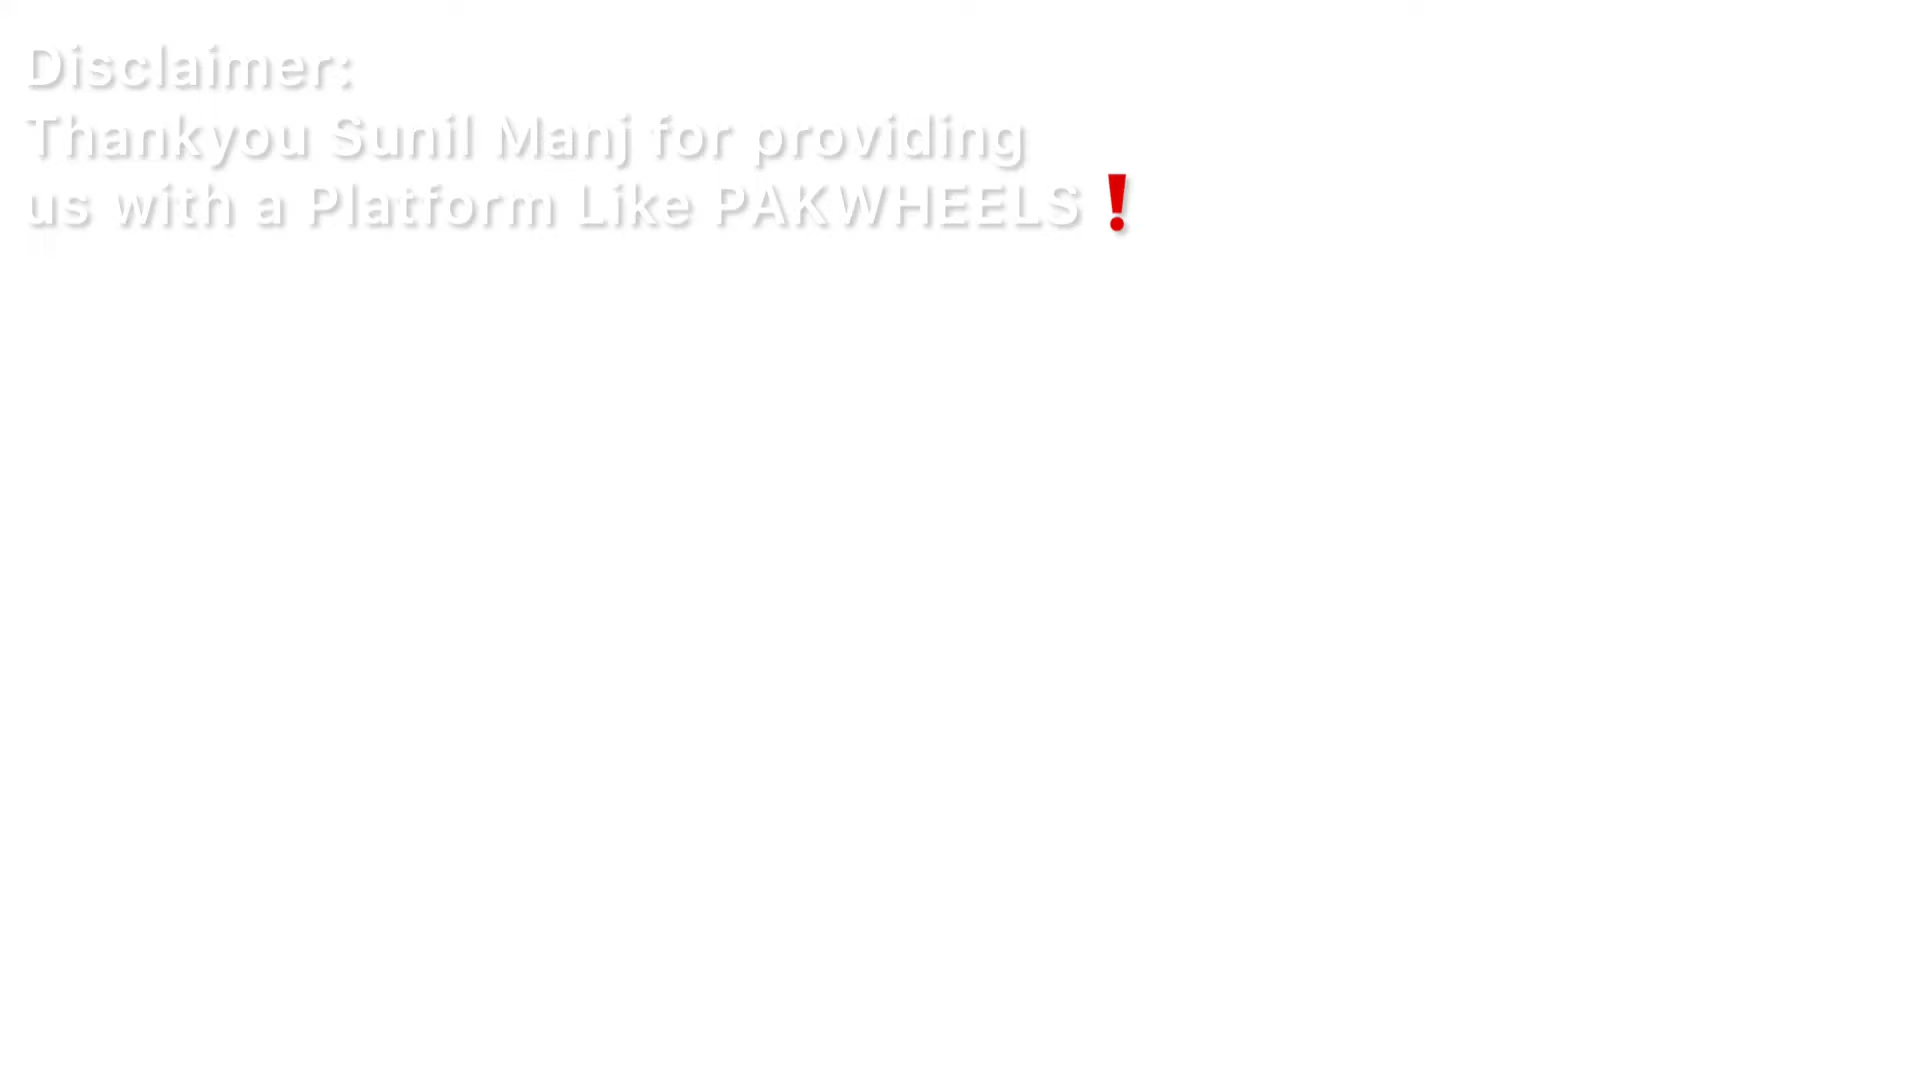 Disclaimer:
Thankyou Sunil Manj for providing
us with a Platform Like PAKWHEELS❗